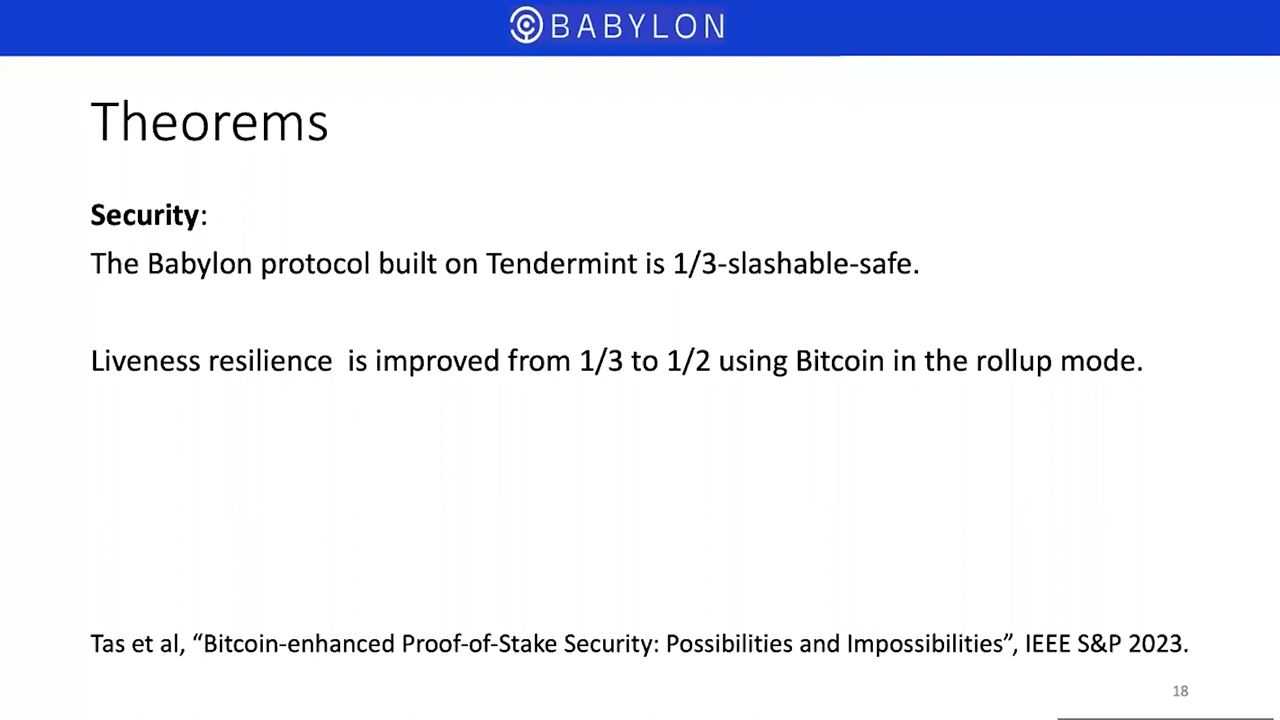 BABYLON
Theorems
Security:
The Babylon protocol built on Tendermint is 1/3-slashable-safe.
Liveness resilience  is improved from 1/3 to 1/2 using Bitcoin in the rollup mode.
Tas et al, “Bitcoin-enhanced Proof-of-Stake Security: Possibilities and Impossibilities”, IEEE S&P 2023.
18